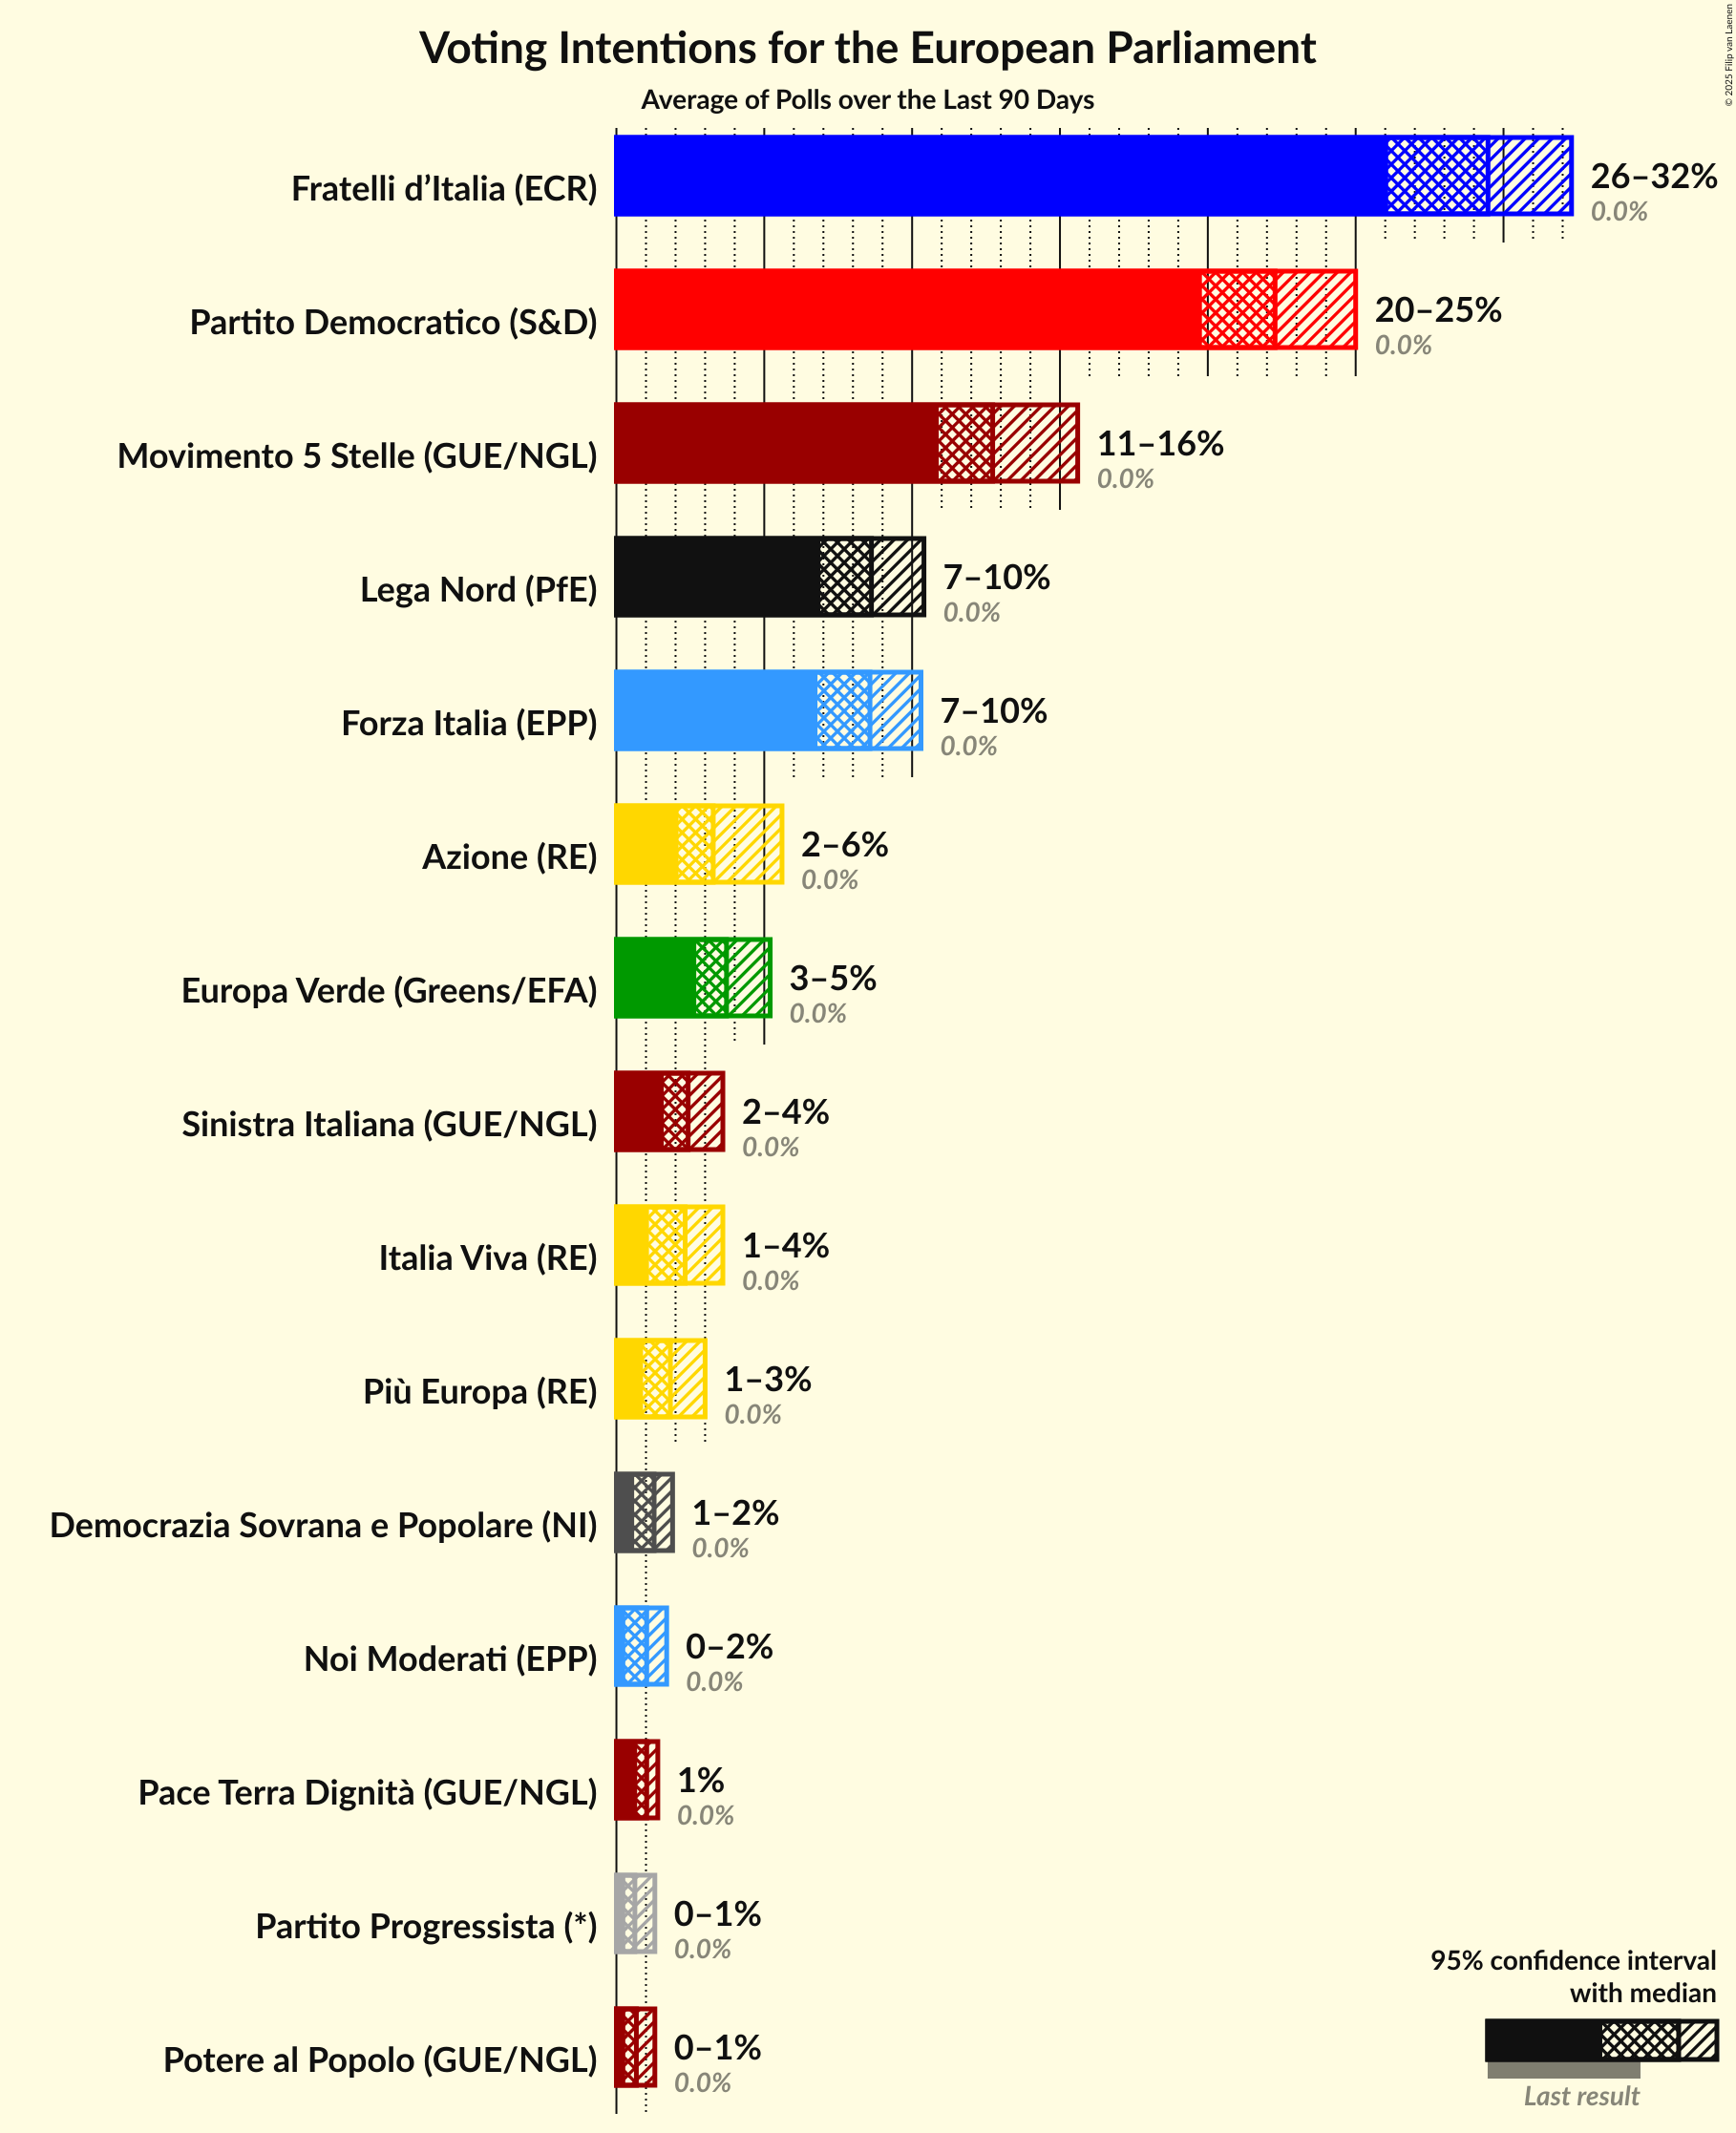 Voting Intentions for the European Parliament
Average of Polls over the Last 90 Days
© 2025 Filip van Laenen
Fratelli d’Italia (ECR)
26–32%
0.0%
Partito Democratico (S&D)
20–25%
0.0%
Movimento 5 Stelle (GUE/NGL)
11–16%
0.0%
Lega Nord (PfE)
7–10%
0.0%
Forza Italia (EPP)
7–10%
0.0%
Azione (RE)
2–6%
0.0%
Europa Verde (Greens/EFA)
3–5%
0.0%
Sinistra Italiana (GUE/NGL)
2–4%
0.0%
Italia Viva (RE)
1–4%
0.0%
Più Europa (RE)
1–3%
0.0%
Democrazia Sovrana e Popolare (NI)
1–2%
0.0%
Noi Moderati (EPP)
0–2%
0.0%
Pace Terra Dignità (GUE/NGL)
1%
0.0%
Partito Progressista (*)
0–1%
0.0%
Potere al Popolo (GUE/NGL)
0–1%
0.0%
95% confidence interval
with median
Last result